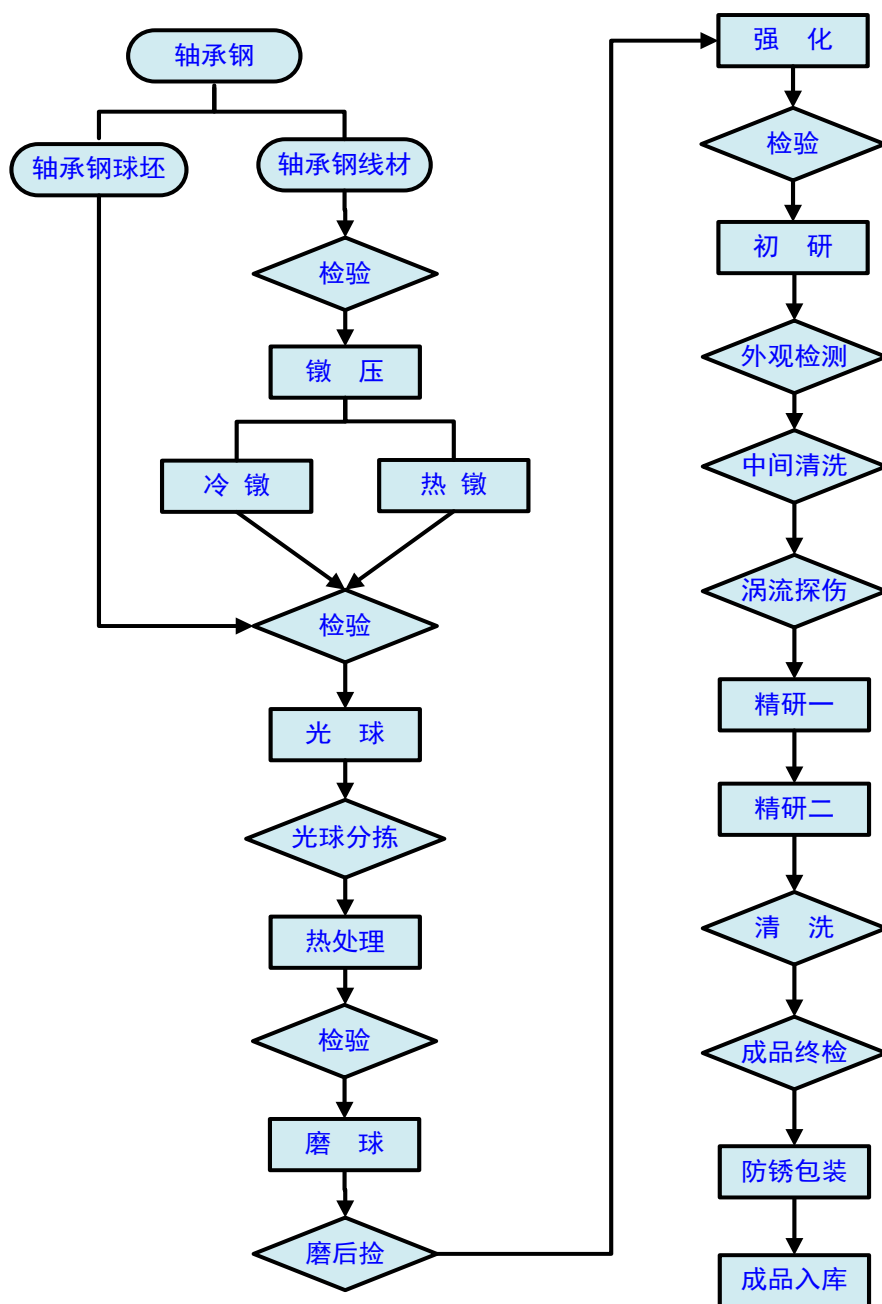 轴承钢
轴承钢球坯
轴承钢线材
检验
镦 压
冷 镦
热 镦
检验
光 球
光球分拣
热处理
检验
磨 球
磨后捡
强 化
检验
初 研
外观检测
中间清洗
涡流探伤
精研一
精研二
清 洗
成品终检
防锈包装
成品入库